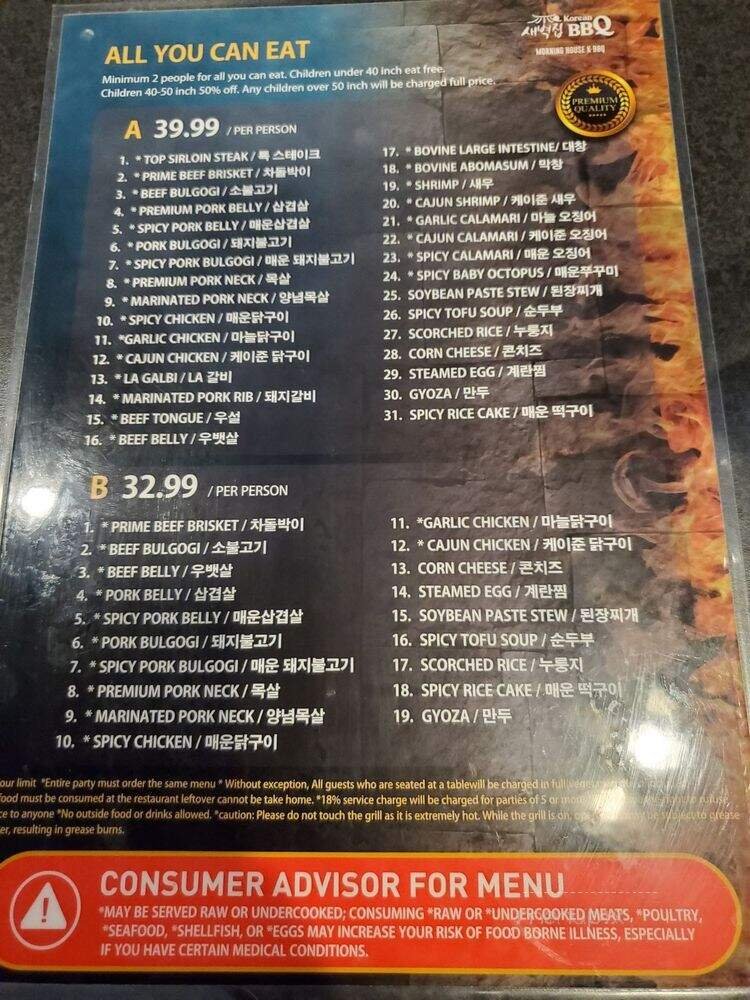 새벽집 Korean BBQ
MORNING HOUSE K-BBQ
ALL YOU CAN EAT
Minimum 2 people for all you can eat. Children under 40 inch eat free.
Children 40-50 inch 50% off. Any children over 50 inch will be charged full price.
PREMIUM QUALITY
A 39.99 / PER PERSON
1. * TOP SIRLOIN STEAK / 톡 스테이크
2. * PRIME BEEF BRISKET / 차돌박이
3. * BEEF BULGOGI / 소불고기
4. * PREMIUM PORK BELLY / 삼겹살
5. * SPICY PORK BELLY / 매운삼겹살
6. * PORK BULGOGI / 돼지불고기
7. * SPICY PORK BULGOGI / 매운 돼지불고기
8. * PREMIUM PORK NECK / 목살
9. * MARINATED PORK NECK / 양념목살
10. * SPICY CHICKEN / 매운닭구이
11. *GARLIC CHICKEN / 마늘닭구이
12. * CAJUN CHICKEN / 케이준 닭구이
13. * LA GALBI / LA 갈비
14. * MARINATED PORK RIB / 돼지갈비
15. * BEEF TONGUE / 우설
16. * BEEF BELLY / 우뱃살
17. * BOVINE LARGE INTESTINE/ 대창
18. * BOVINE ABOMASUM / 막창
19. * SHRIMP / 새우
20. * CAJUN SHRIMP / 케이준 새우
21. * GARLIC CALAMARI / 마늘 오징어
22. * CAJUN CALAMARI / 케이준 오징어
23. * SPICY CALAMARI / 매운 오징어
24. * SPICY BABY OCTOPUS / 매운쭈꾸미
25. SOYBEAN PASTE STEW / 된장찌개
26. SPICY TOFU SOUP / 순두부
27. SCORCHED RICE / 누룽지
28. CORN CHEESE / 콘치즈
29. STEAMED EGG / 계란찜
30. GYOZA / 만두
31. SPICY RICE CAKE / 매운 떡구이
B 32.99 / PER PERSON
1. * PRIME BEEF BRISKET / 차돌박이
2. * BEEF BULGOGI / 소불고기
3. * BEEF BELLY / 우뱃살
4. * PORK BELLY / 삼겹살
5. * SPICY PORK BELLY / 매운삼겹살
6. * PORK BULGOGI / 돼지불고기
7. * SPICY PORK BULGOGI / 매운 돼지불고기
8. * PREMIUM PORK NECK / 목살
9. * MARINATED PORK NECK / 양념목살
10. * SPICY CHICKEN / 매운닭구이
11. *GARLIC CHICKEN / 마늘닭구이
12. * CAJUN CHICKEN / 케이준 닭구이
13. CORN CHEESE / 콘치즈
14. STEAMED EGG / 계란찜
15. SOYBEAN PASTE STEW / 된장찌개
16. SPICY TOFU SOUP / 순두부
17. SCORCHED RICE / 누룽지
18. SPICY RICE CAKE / 매운 떡구이
19. GYOZA / 만두
our limit *Entire party must order the same menu * Without exception, All guests who are seated at a tablewill be charged in full
food must be consumed at the restaurant leftover cannot be take home. *18% service charge will be charged for parties of 5 or more refuse
ce to anyone *No outside food or drinks allowed. *caution: Please do not touch the grill as it is extremely hot. While the grill is on, may be subject to grease
er, resulting in grease burns.
CONSUMER ADVISOR FOR MENU
*MAY BE SERVED RAW OR UNDERCOOKED; CONSUMING *RAW OR *UNDERCOOKED MEATS, *POULTRY,
*SEAFOOD, *SHELLFISH, OR *EGGS MAY INCREASE YOUR RISK OF FOOD BORNE ILLNESS, ESPECIALLY
IF YOU HAVE CERTAIN MEDICAL CONDITIONS.